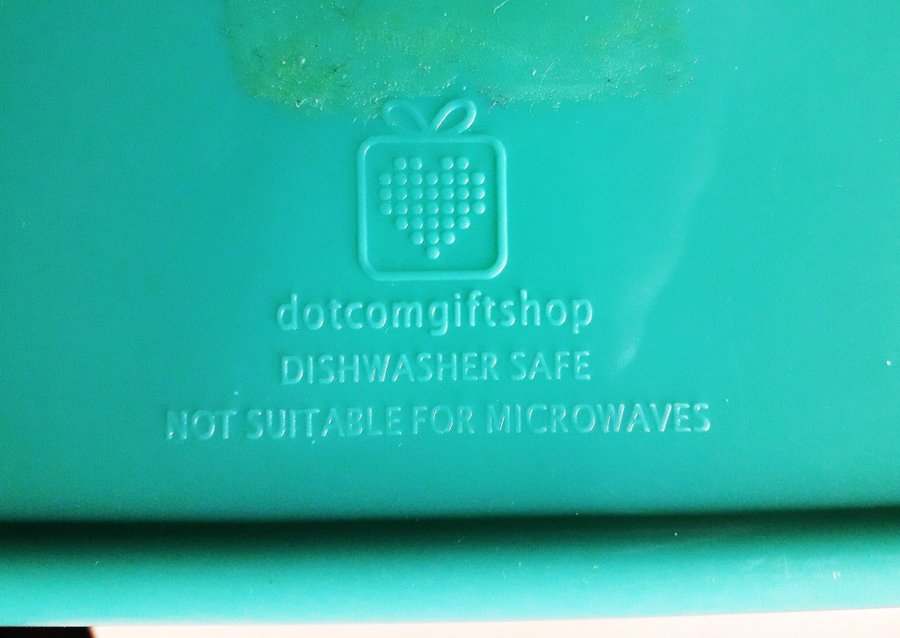 dotcomgiftshop
DISHWASHER SAFE
NOT SUITABLE FOR MICROWAVES